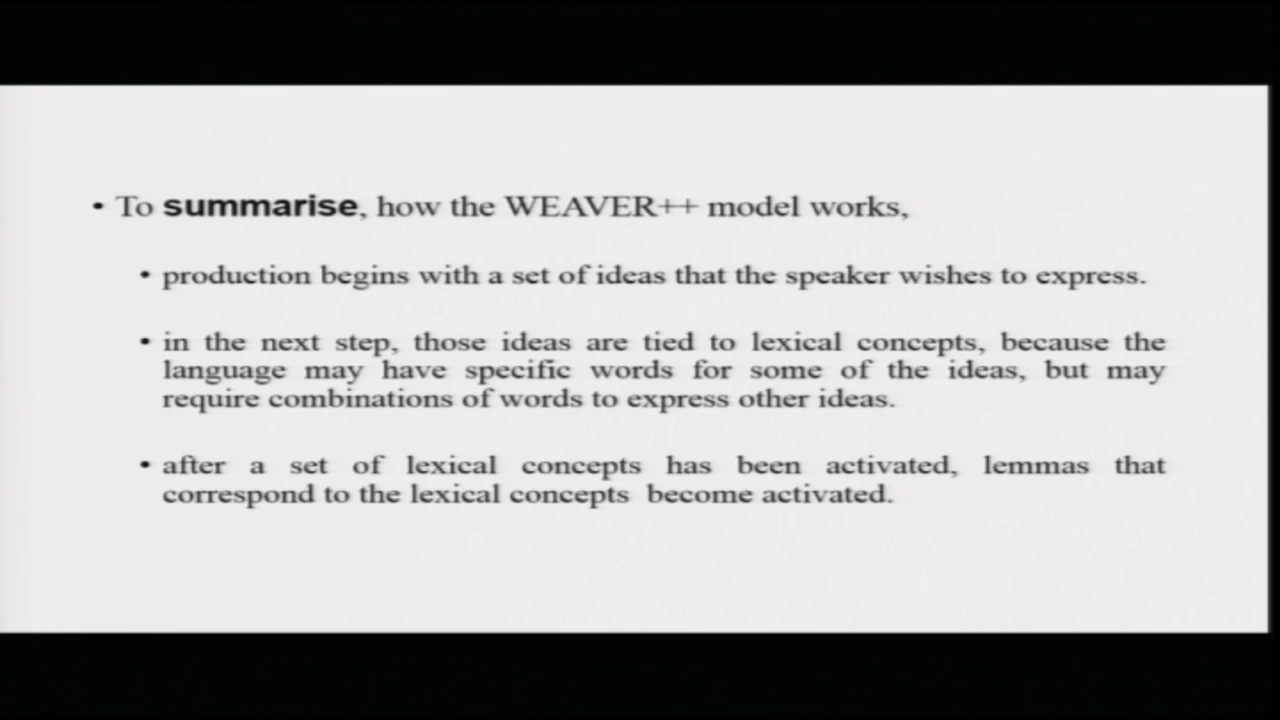 • To summarise, how the WEAVER++ model works,
• production begins with a set of ideas that the speaker wishes to express.
• in the next step, those ideas are tied to lexical concepts, because the
language may have specific words for some of the ideas, but may
require combinations of words to express other ideas.
• after a set of lexical concepts has been activated, lemmas that
correspond to the lexical concepts become activated.